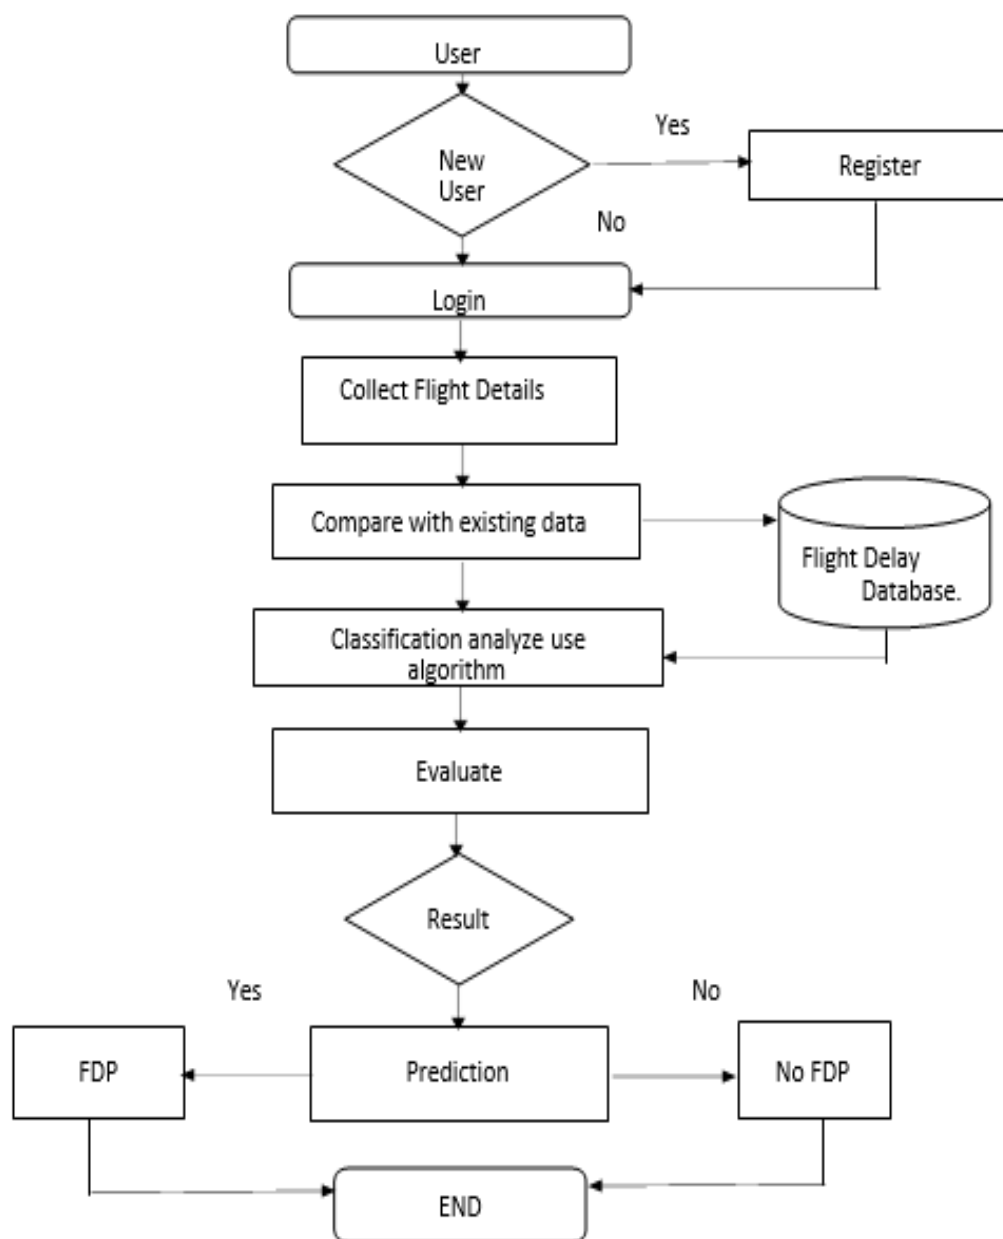 User
Yes
New
User
Register
No
Login
Collect Flight Details
Compare with existing data
Flight Delay
Database.
Classification analyze use
algorithm
Evaluate
Result
Yes
No
FDP
Prediction
No FDP
END